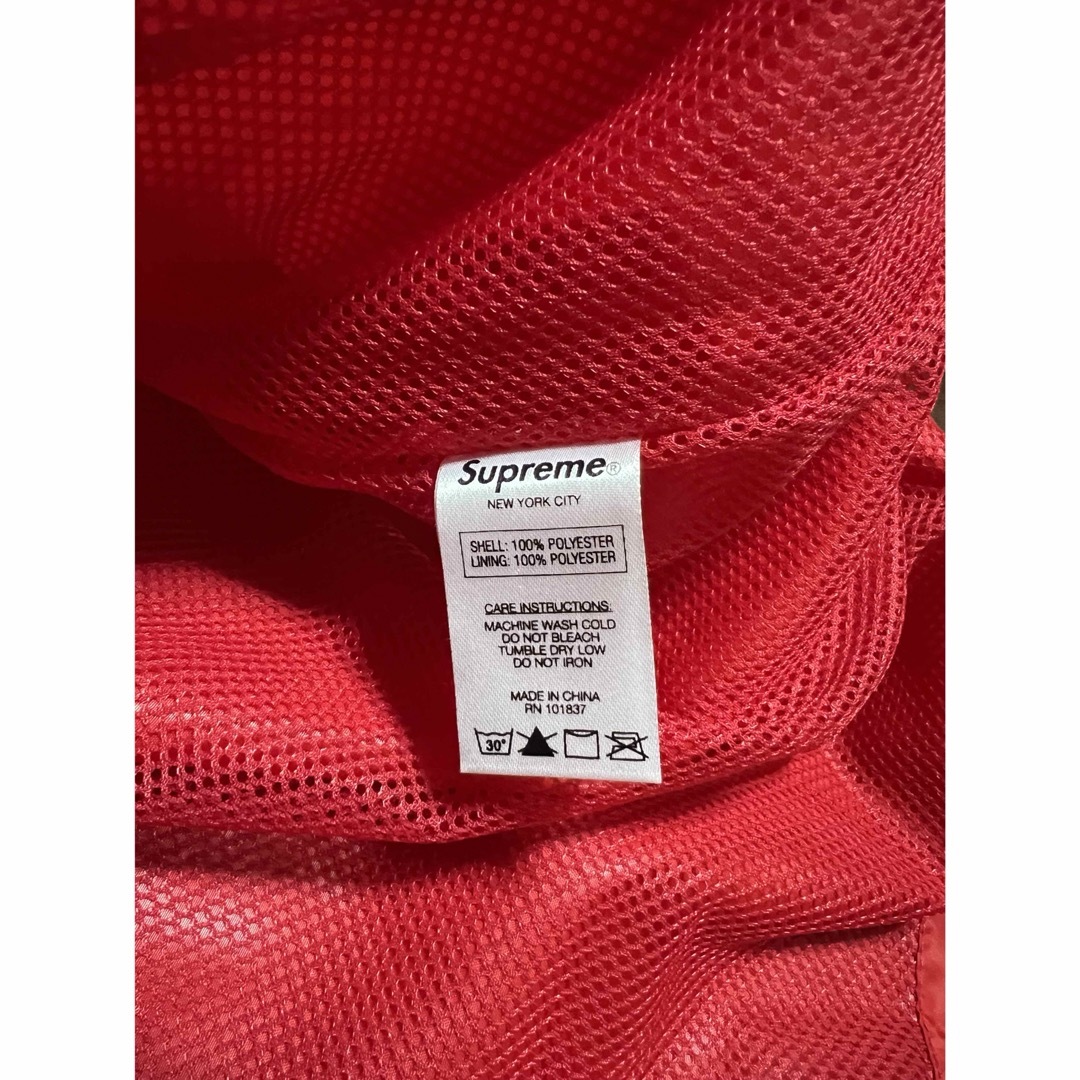 Supreme®
NEW YORK CITY
SHELL: 100% POLYESTER
LINING: 100% POLYESTER
CARE INSTRUCTIONS:
MACHINE WASH COLD
DO NOT BLEACH
TUMBLE DRY LOW
DO NOT IRON
MADE IN CHINA
RN 101837
30°